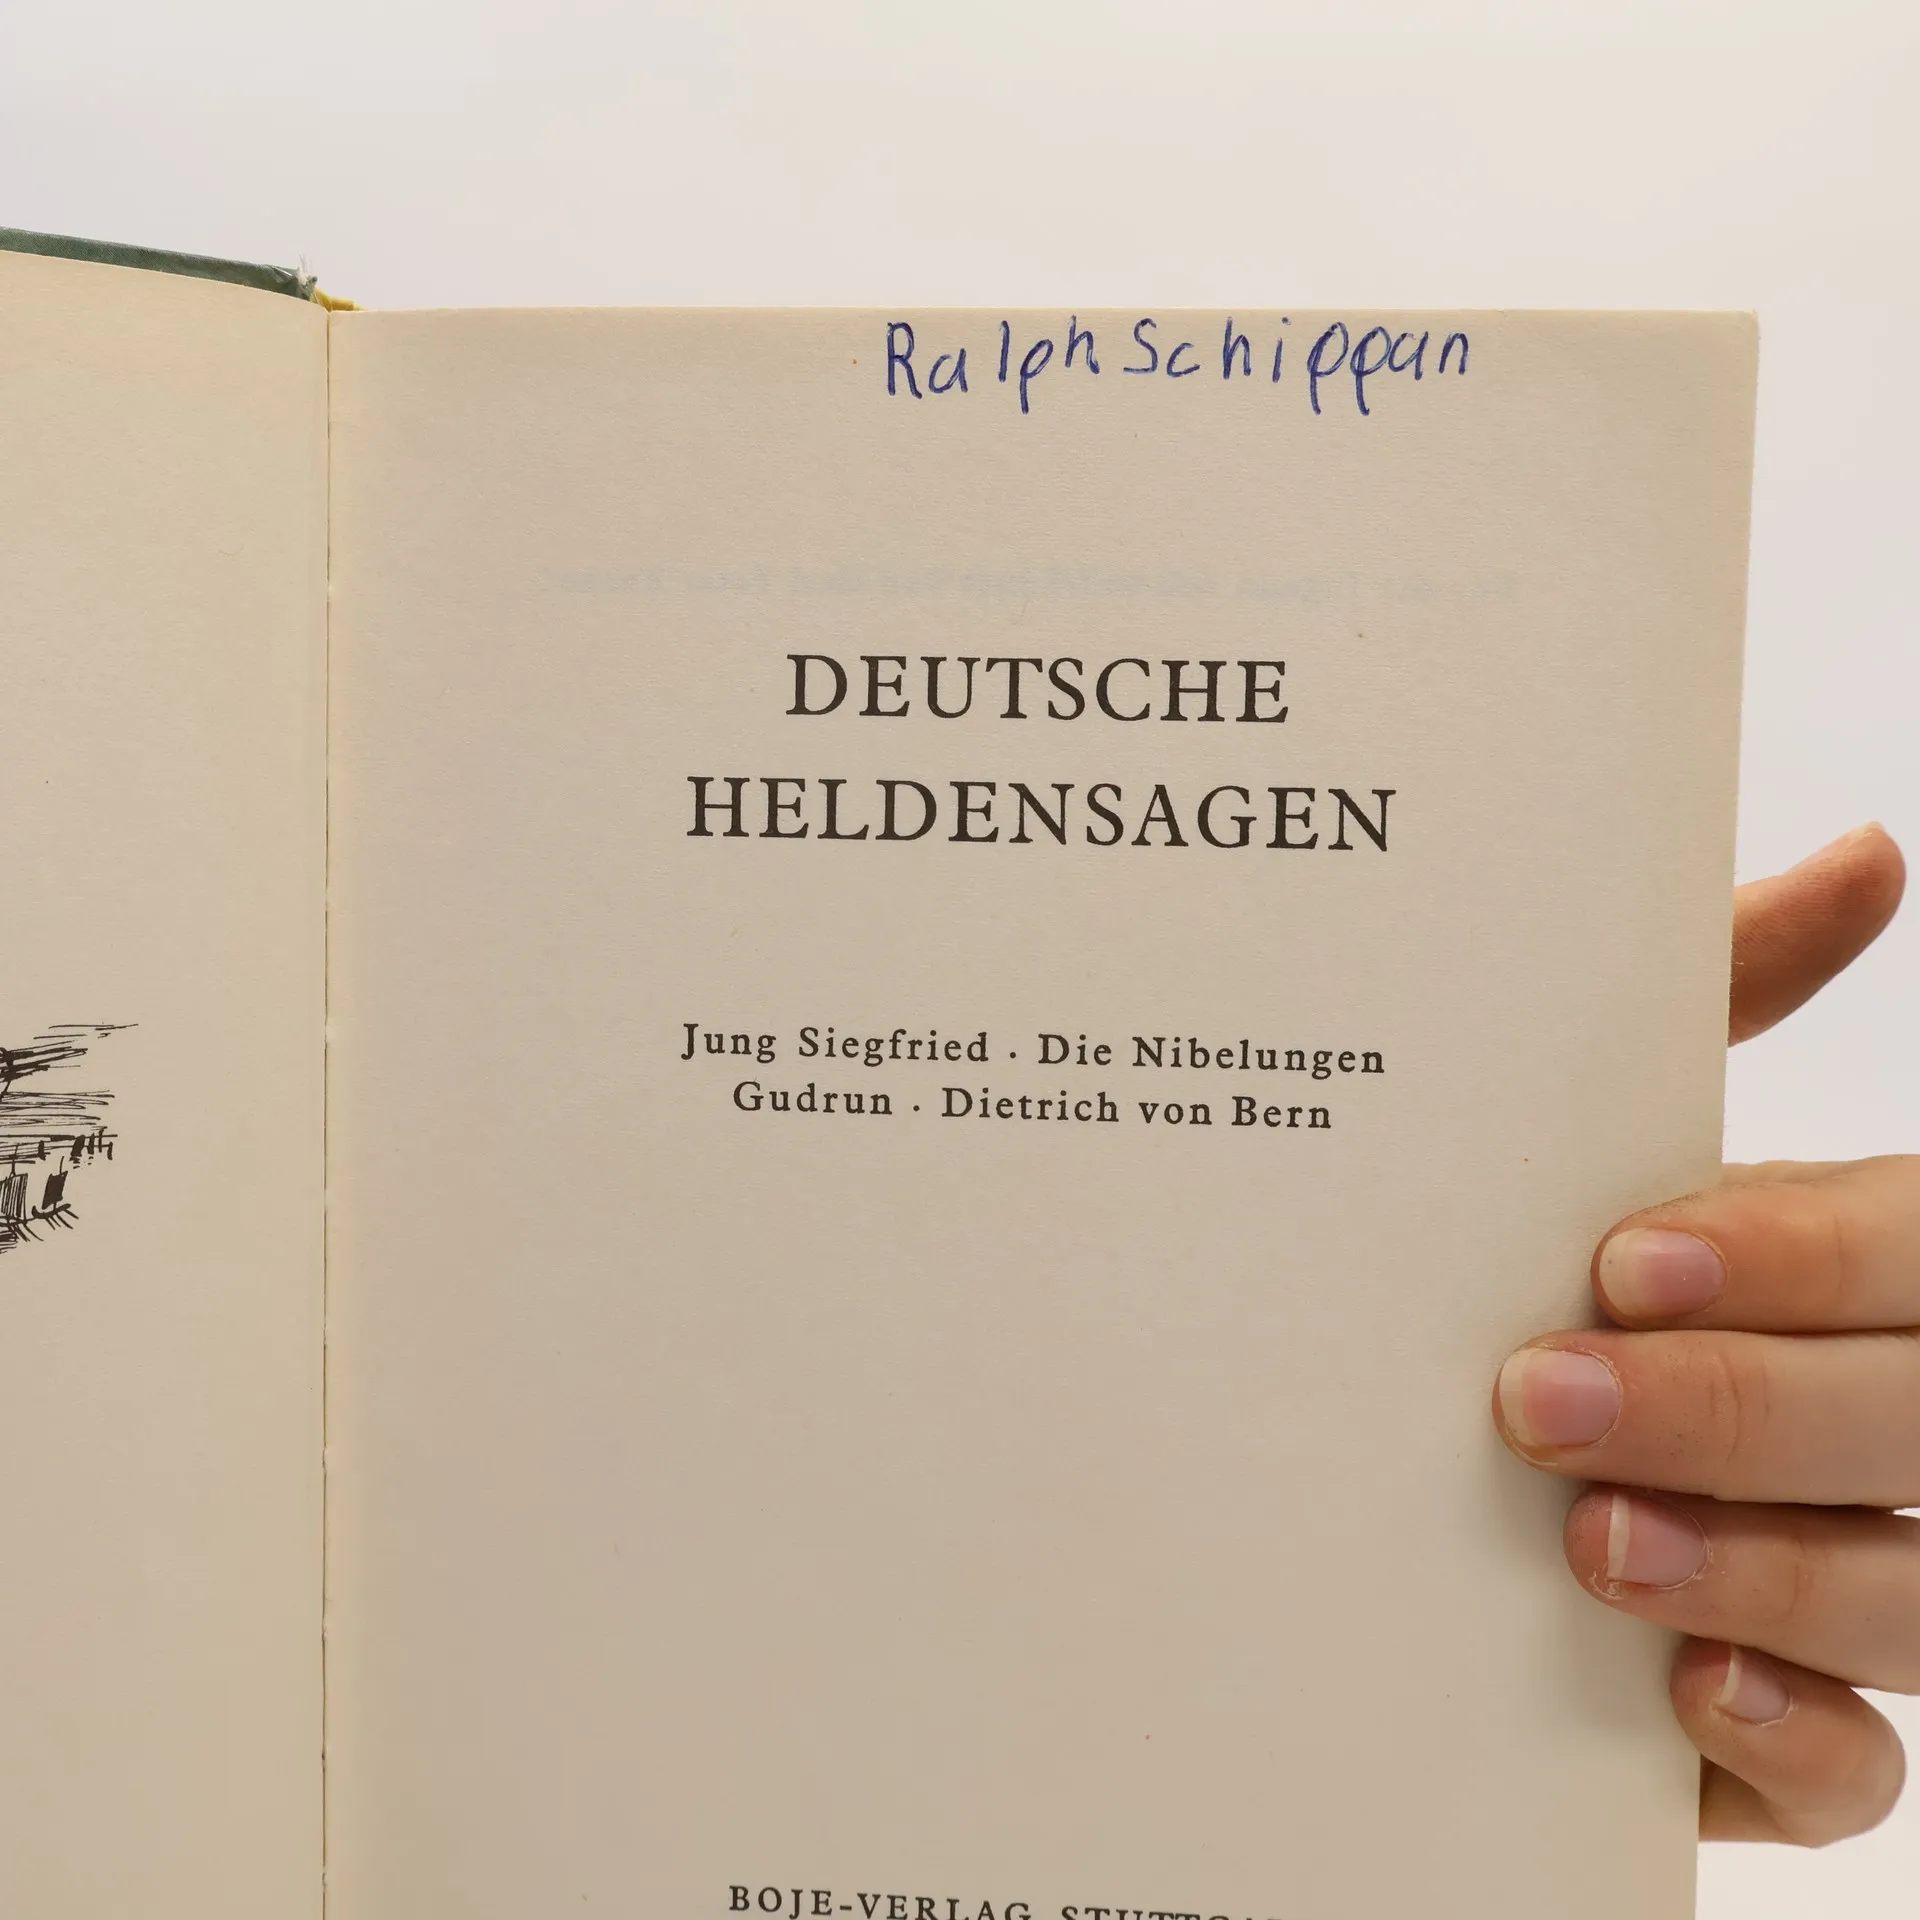 Ralph Schippan
DEUTSCHE
HELDENSAGEN
Jung Siegfried · Die Nibelungen
Gudrun · Dietrich von Bern
BOJE-VERLAG